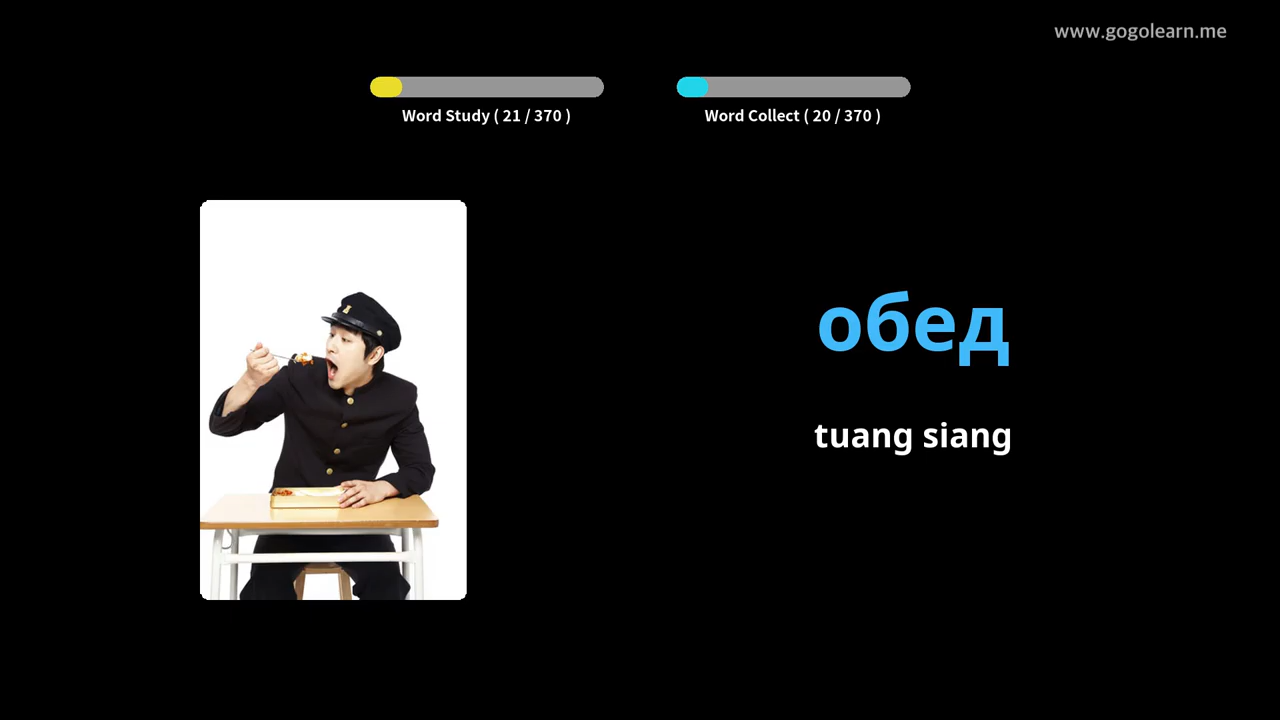 www.gogolearn.me
Word Study ( 21 / 370 )
Word Collect ( 20 / 370 )
обед
tuang siang